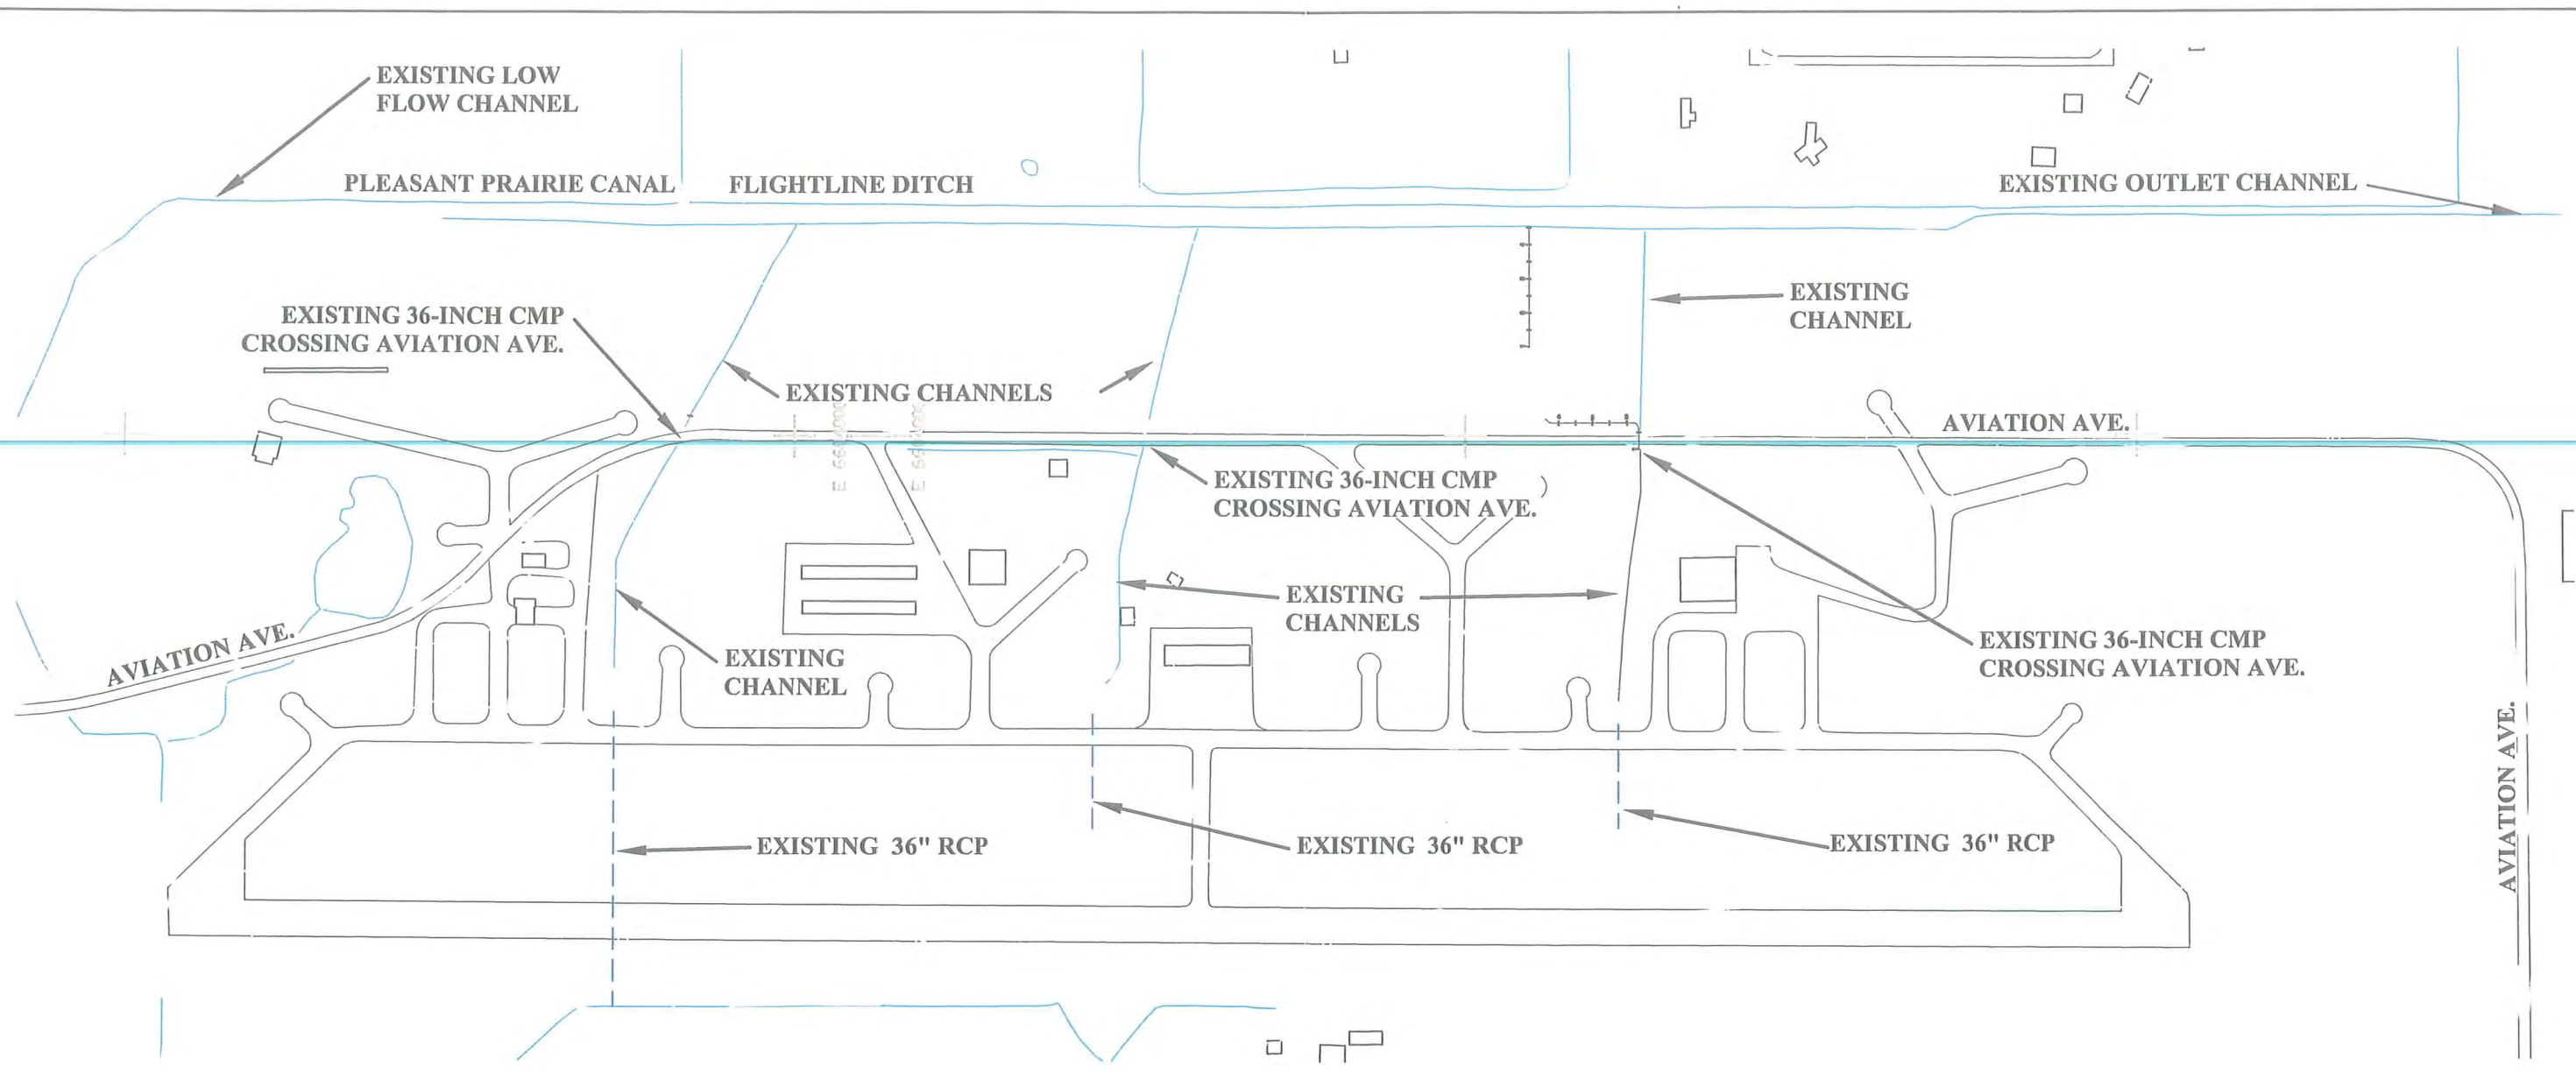 EXISTING LOW
FLOW CHANNEL
PLEASANT PRAIRIE CANAL
FLIGHTLINE DITCH
EXISTING OUTLET CHANNEL
EXISTING 36-INCH CMP
CROSSING AVIATION AVE.
EXISTING
CHANNEL
EXISTING CHANNELS
AVIATION AVE.
EXISTING 36-INCH CMP
CROSSING AVIATION AVE.
EXISTING
CHANNELS
AVIATION AVE.
EXISTING
CHANNEL
EXISTING 36-INCH CMP
CROSSING AVIATION AVE.
AVIATION AVE.
EXISTING 36" RCP
EXISTING 36" RCP
EXISTING 36" RCP